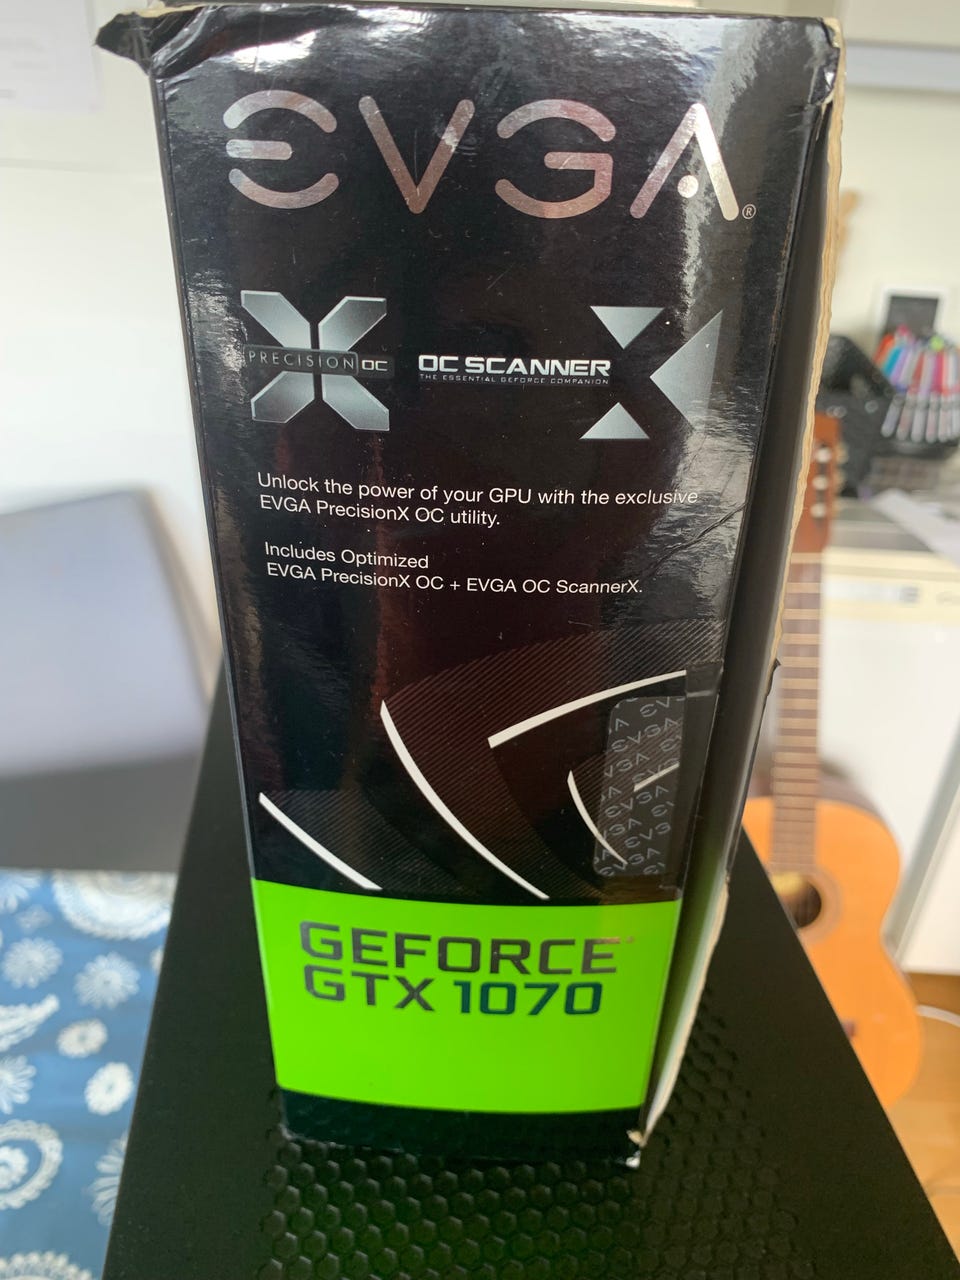 EVGA®
PRECISION OC
OC SCANNER
THE ESSENTIAL GEFORCE COMPANION
Unlock the power of your GPU with the exclusive
EVGA PrecisionX OC utility.
Includes Optimized
EVGA PrecisionX OC + EVGA OC ScannerX.
EVGA
GEFORCE
GTX 1070